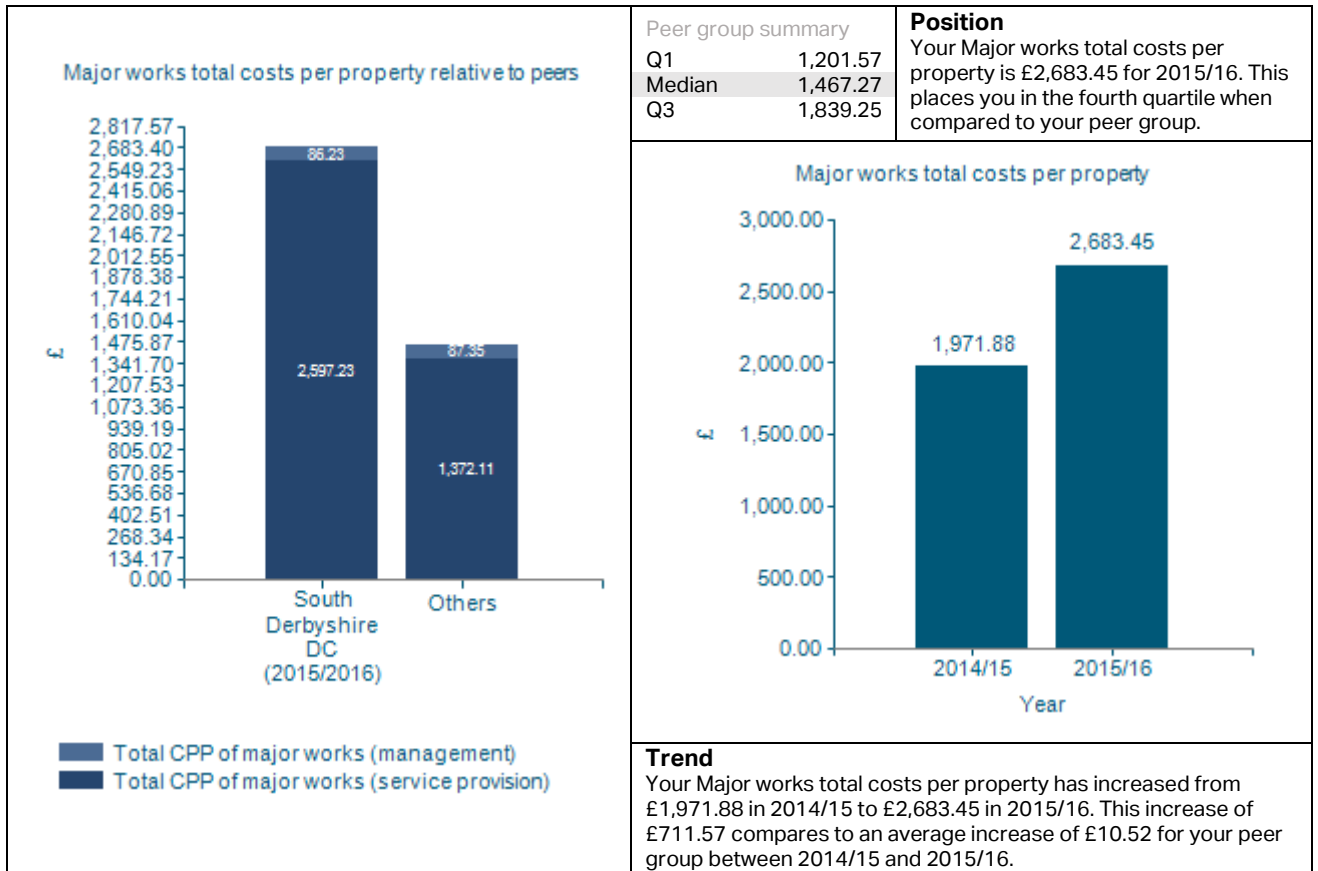 Major works total costs per property relative to peers
2,817.57
2,683.40
2,549.23
2,415.06
2,280.89
2,146.72
2,012.55
1,878.38
1,744.21
1,610.04
1,475.87
1,341.70
1,207.53
1,073.36
939.19
805.02
670.85
536.68
402.51
268.34
134.17
0.00
£
86.23
2,597.23
87.35
1,372.11
South
Derbyshire
DC
(2015/2016)
Others
Total CPP of major works (management)
Total CPP of major works (service provision)
Peer group summary
Q1 1,201.57
Median 1,467.27
Q3 1,839.25
Position
Your Major works total costs per
property is £2,683.45 for 2015/16. This
places you in the fourth quartile when
compared to your peer group.
Major works total costs per property
3,000.00
2,500.00
2,000.00
1,500.00
1,000.00
500.00
0.00
£
1,971.88
2,683.45
2014/15 2015/16
Year
Trend
Your Major works total costs per property has increased from
£1,971.88 in 2014/15 to £2,683.45 in 2015/16. This increase of
£711.57 compares to an average increase of £10.52 for your peer
group between 2014/15 and 2015/16.